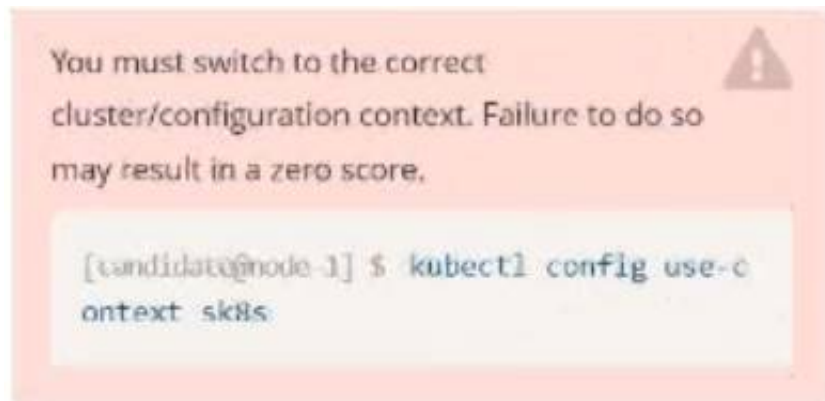 You must switch to the correct
cluster/configuration context. Failure to do so
may result in a zero score.
[candidate@node-1] $ kubectl config use-c
ontext sk8s